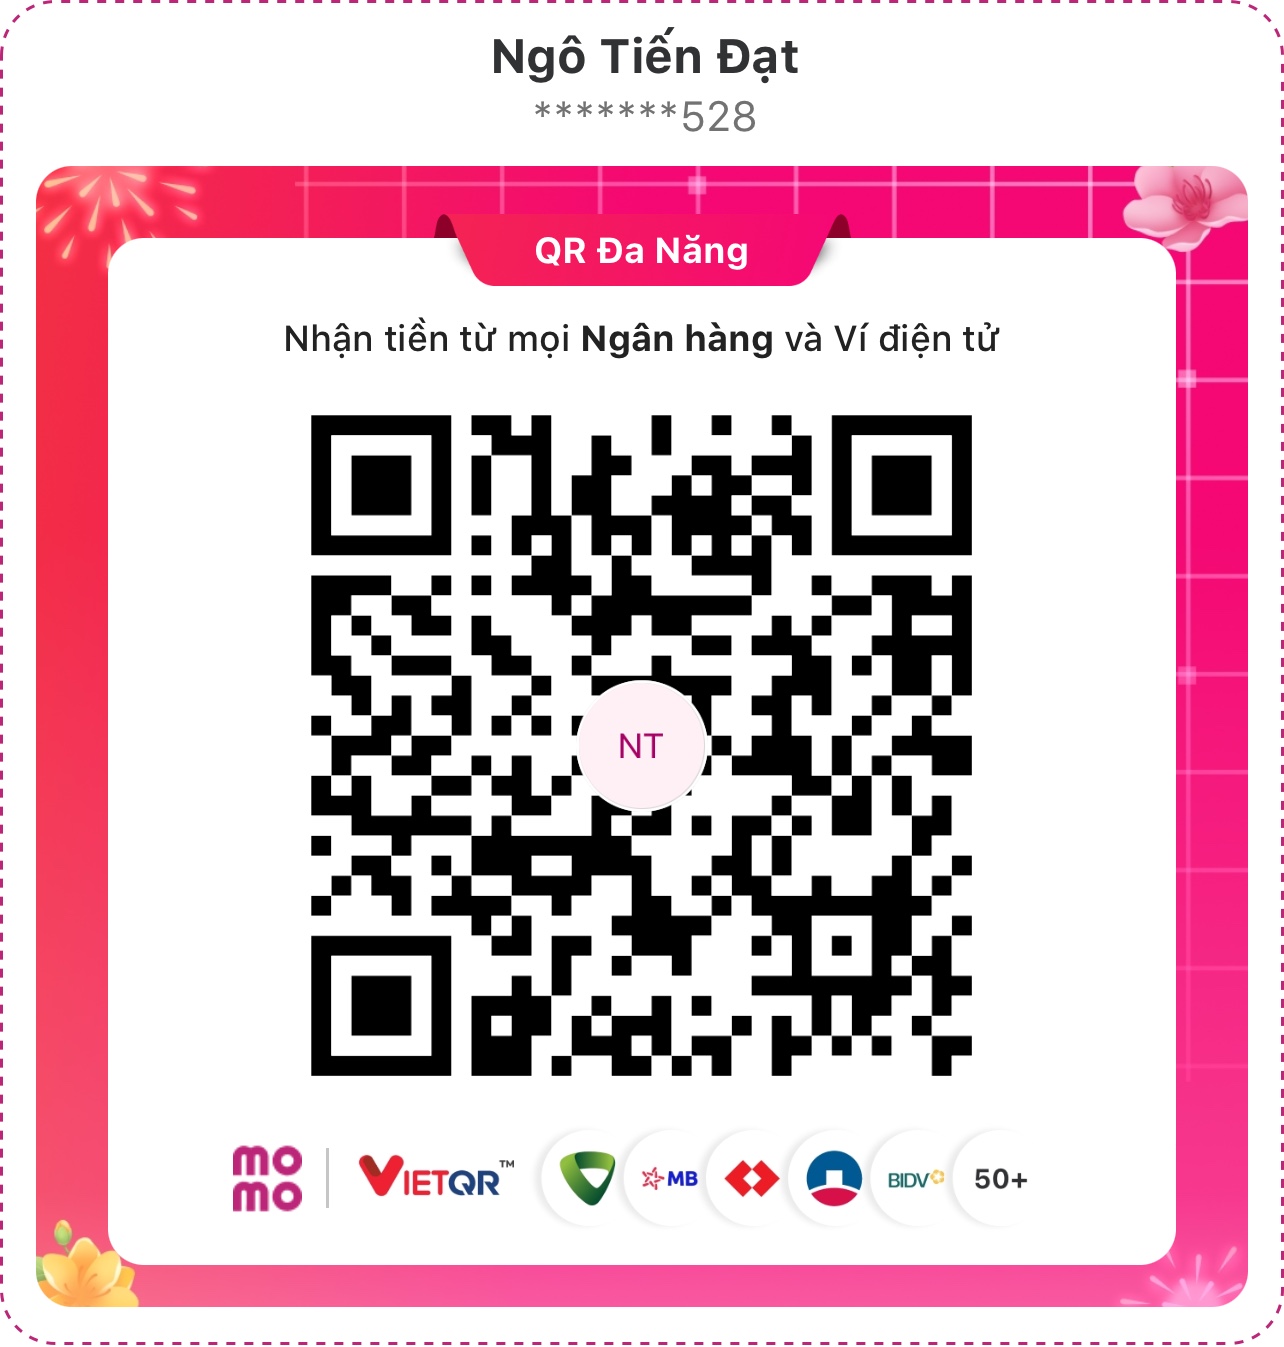 Ngô Tiến Đạt
*******528
QR Đa Năng
Nhận tiền từ mọi Ngân hàng và Ví điện tử
NT
mo
mo
VIETQR™
MB
BIDV
50+